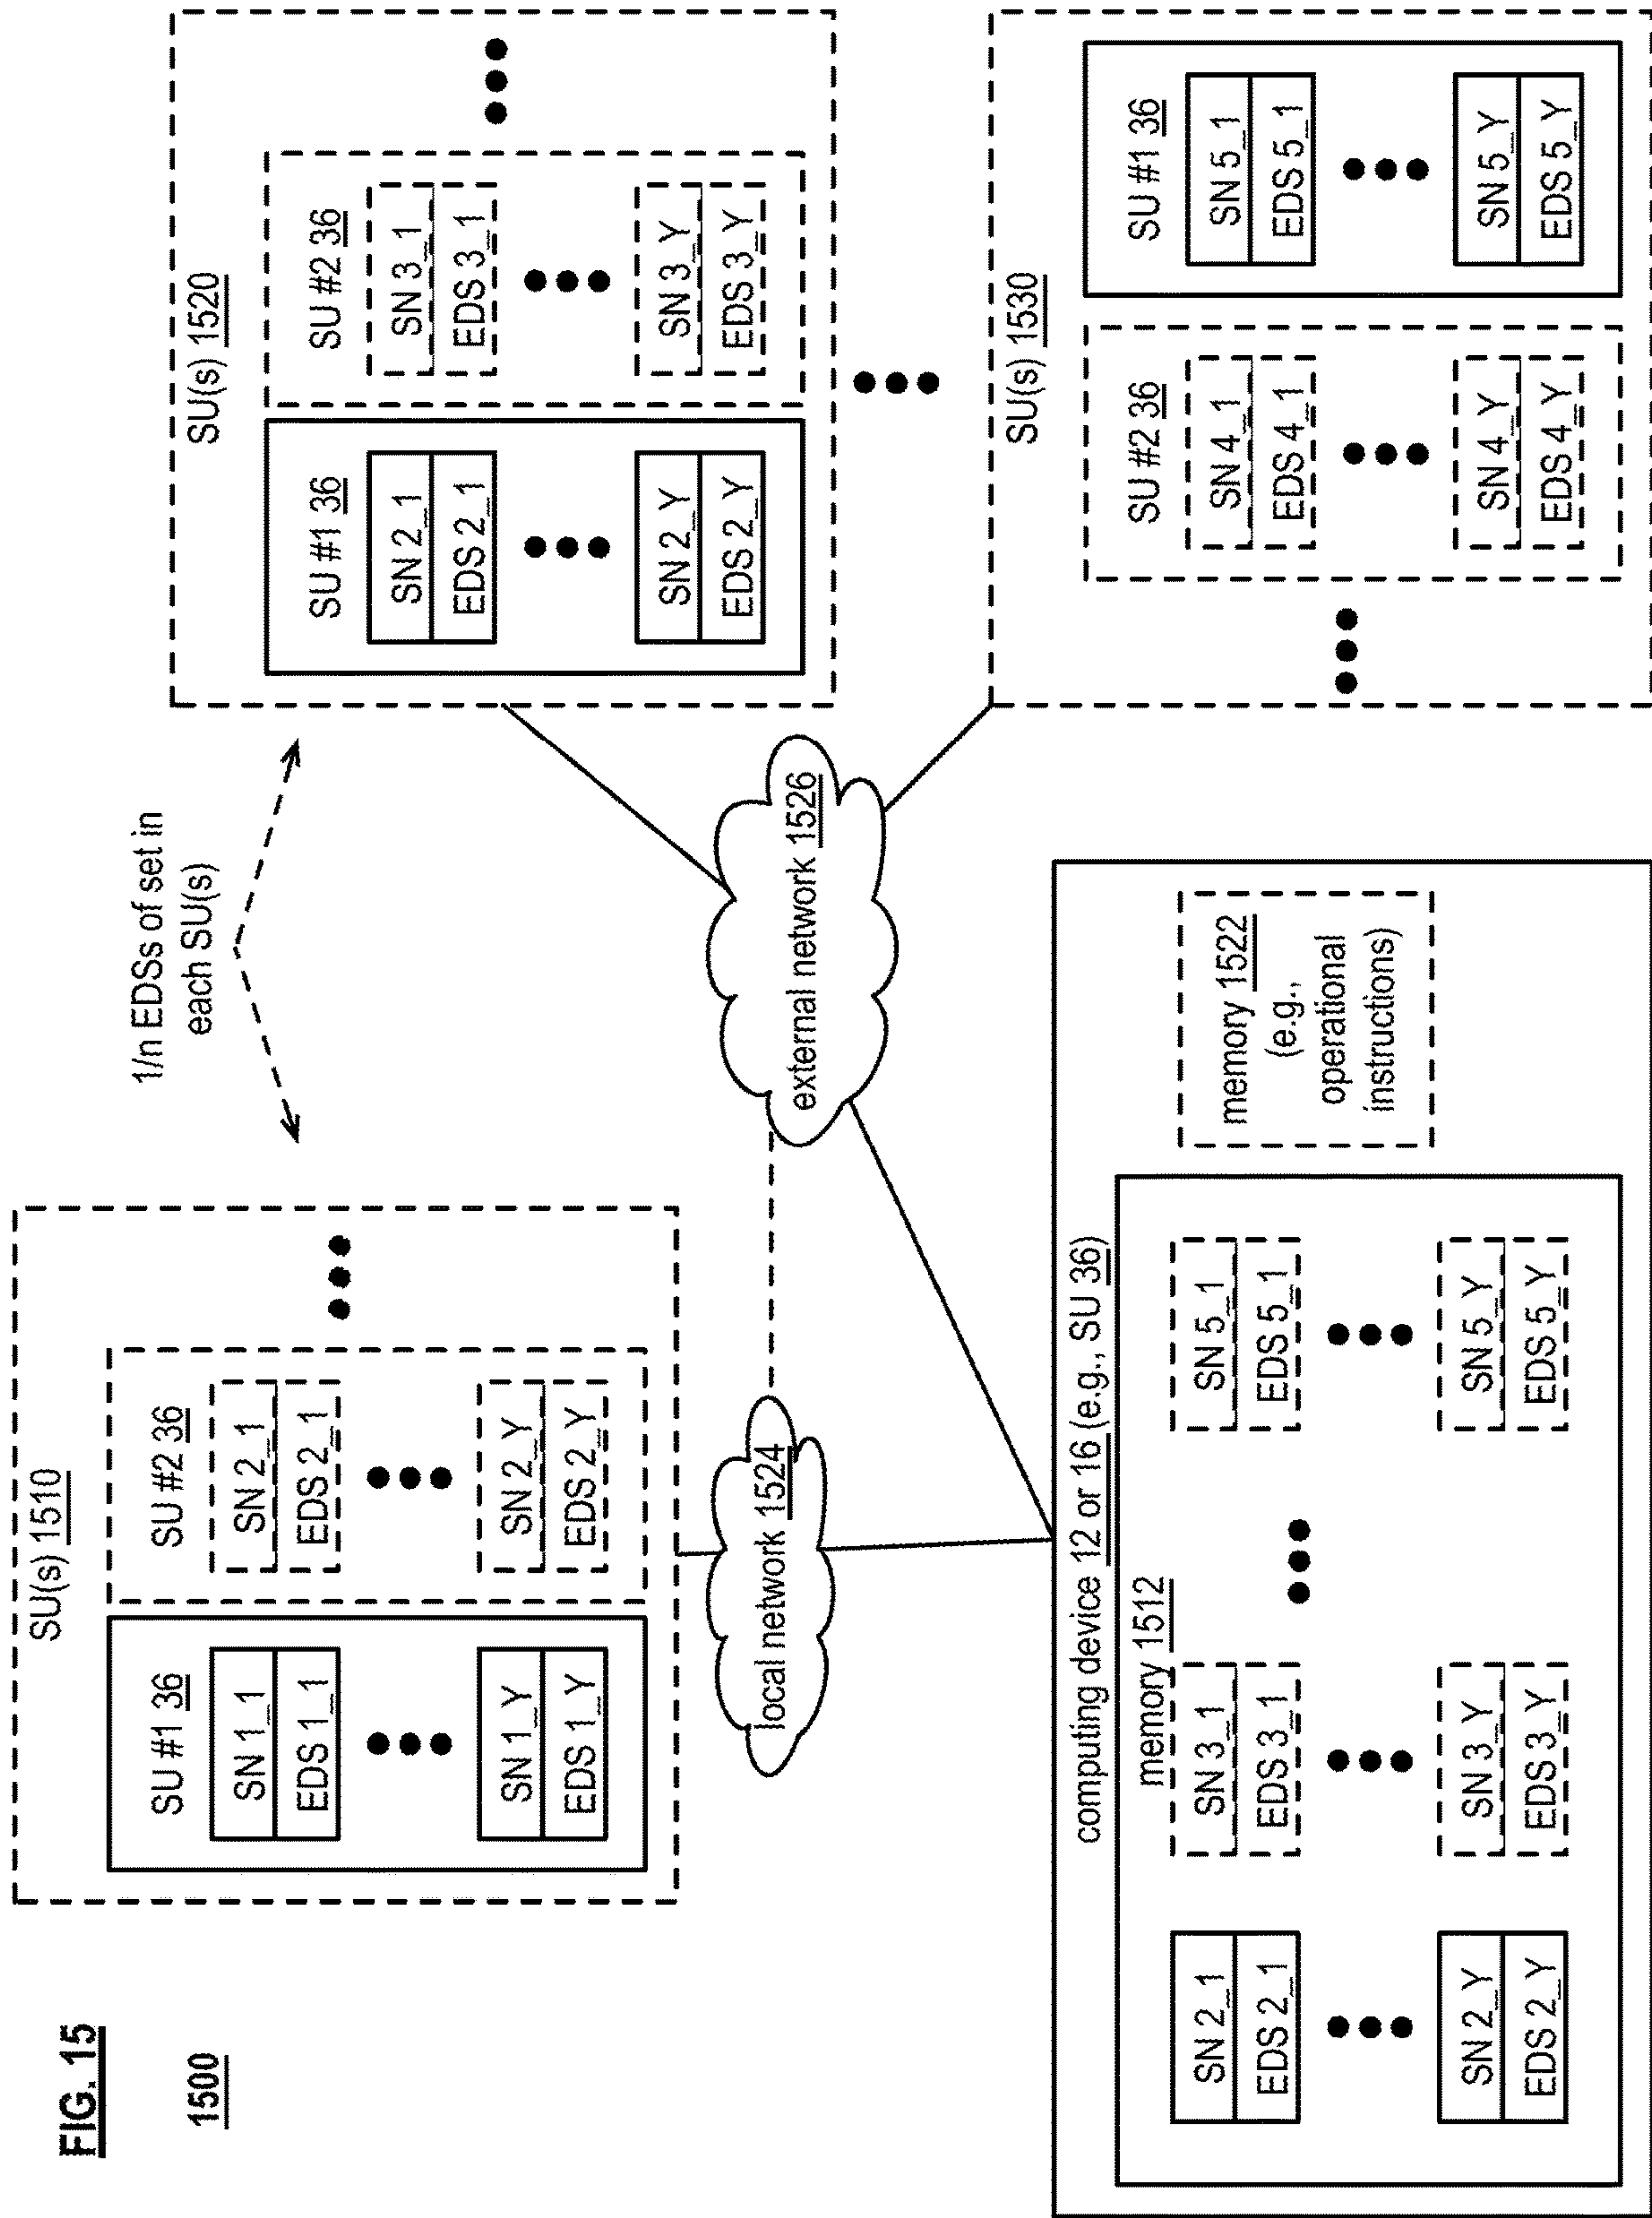 FIG. 15
1500
SU(s) 1510
SU #1 36
SN 1_1
EDS 1_1
SN 1_Y
EDS 1_Y
SU #2 36
SN 2_1
EDS 2_1
SN 2_Y
EDS 2_Y
1/n EDSs of set in
each SU(s)
SU(s) 1520
SU #1 36
SN 2_1
EDS 2_1
SN 2_Y
EDS 2_Y
SU #2 36
SN 3_1
EDS 3_1
SN 3_Y
EDS 3_Y
local network 1524
external network 1526
computing device 12 or 16 (e.g., SU 36)
memory 1512
SN 2_1
EDS 2_1
SN 2_Y
EDS 2_Y
SN 3_1
EDS 3_1
SN 3_Y
EDS 3_Y
SN 5_1
EDS 5_1
SN 5_Y
EDS 5_Y
memory 1522
(e.g.,
operational
instructions)
SU(s) 1530
SU #2 36
SN 4_1
EDS 4_1
SN 4_Y
EDS 4_Y
SU #1 36
SN 5_1
EDS 5_1
SN 5_Y
EDS 5_Y